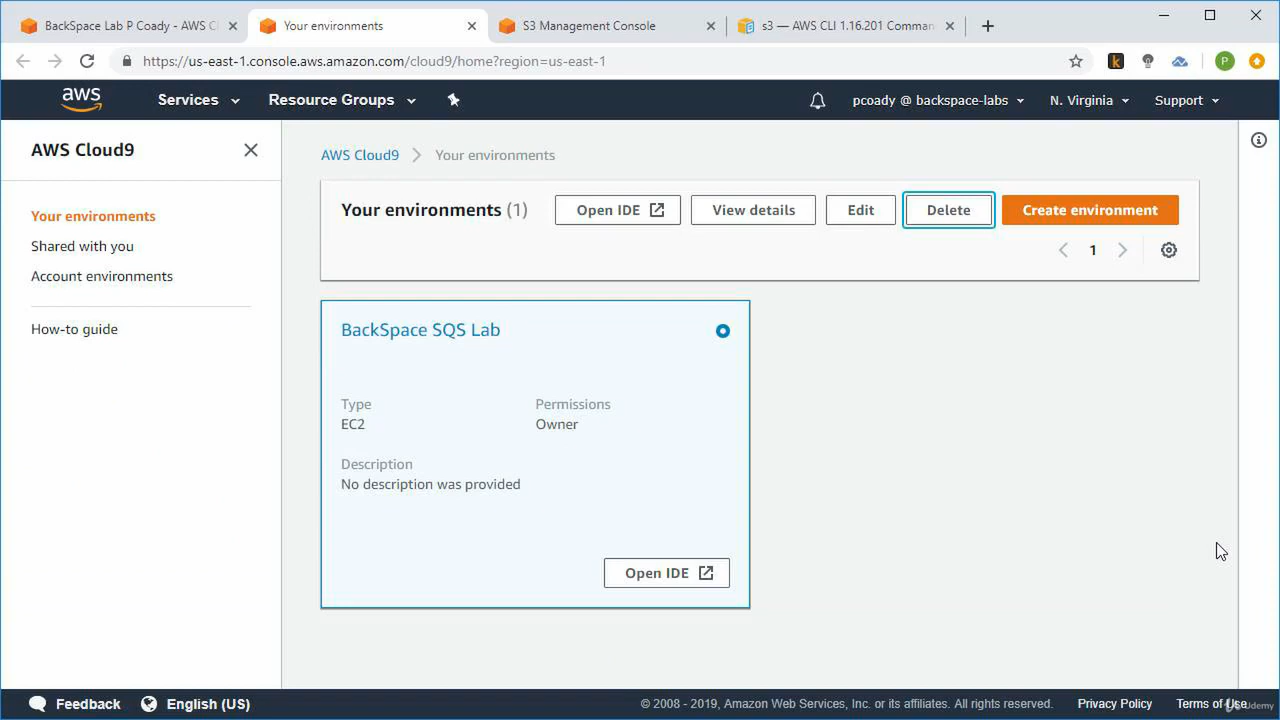 BackSpace Lab P Coady - AWS Cl
Your environments
S3 Management Console
s3 — AWS CLI 1.16.201 Comman
https://us-east-1.console.aws.amazon.com/cloud9/home?region=us-east-1
k
P
aws
Services
Resource Groups
pcoady @ backspace-labs
N. Virginia
Support
AWS Cloud9
Your environments
Shared with you
Account environments
How-to guide
AWS Cloud9 > Your environments
Your environments (1)
Open IDE
View details
Edit
Delete
Create environment
1
BackSpace SQS Lab
Type
Permissions
EC2
Owner
Description
No description was provided
Open IDE
Feedback
English (US)
© 2008 - 2019, Amazon Web Services, Inc. or its affiliates. All rights reserved.
Privacy Policy
Terms of Use
Udemy